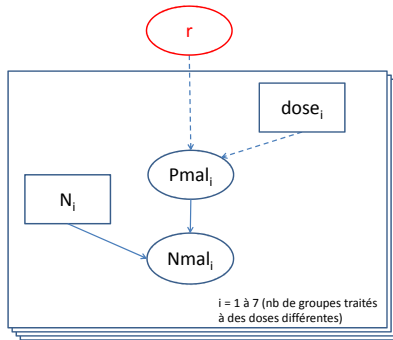 r
dose_i
Pmal_i
N_i
Nmal_i
i = 1 à 7 (nb de groupes traités
à des doses différentes)